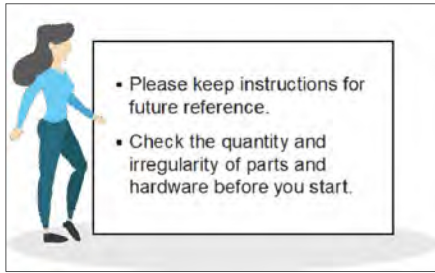 ▪ Please keep instructions for
future reference.
▪ Check the quantity and
irregularity of parts and
hardware before you start.